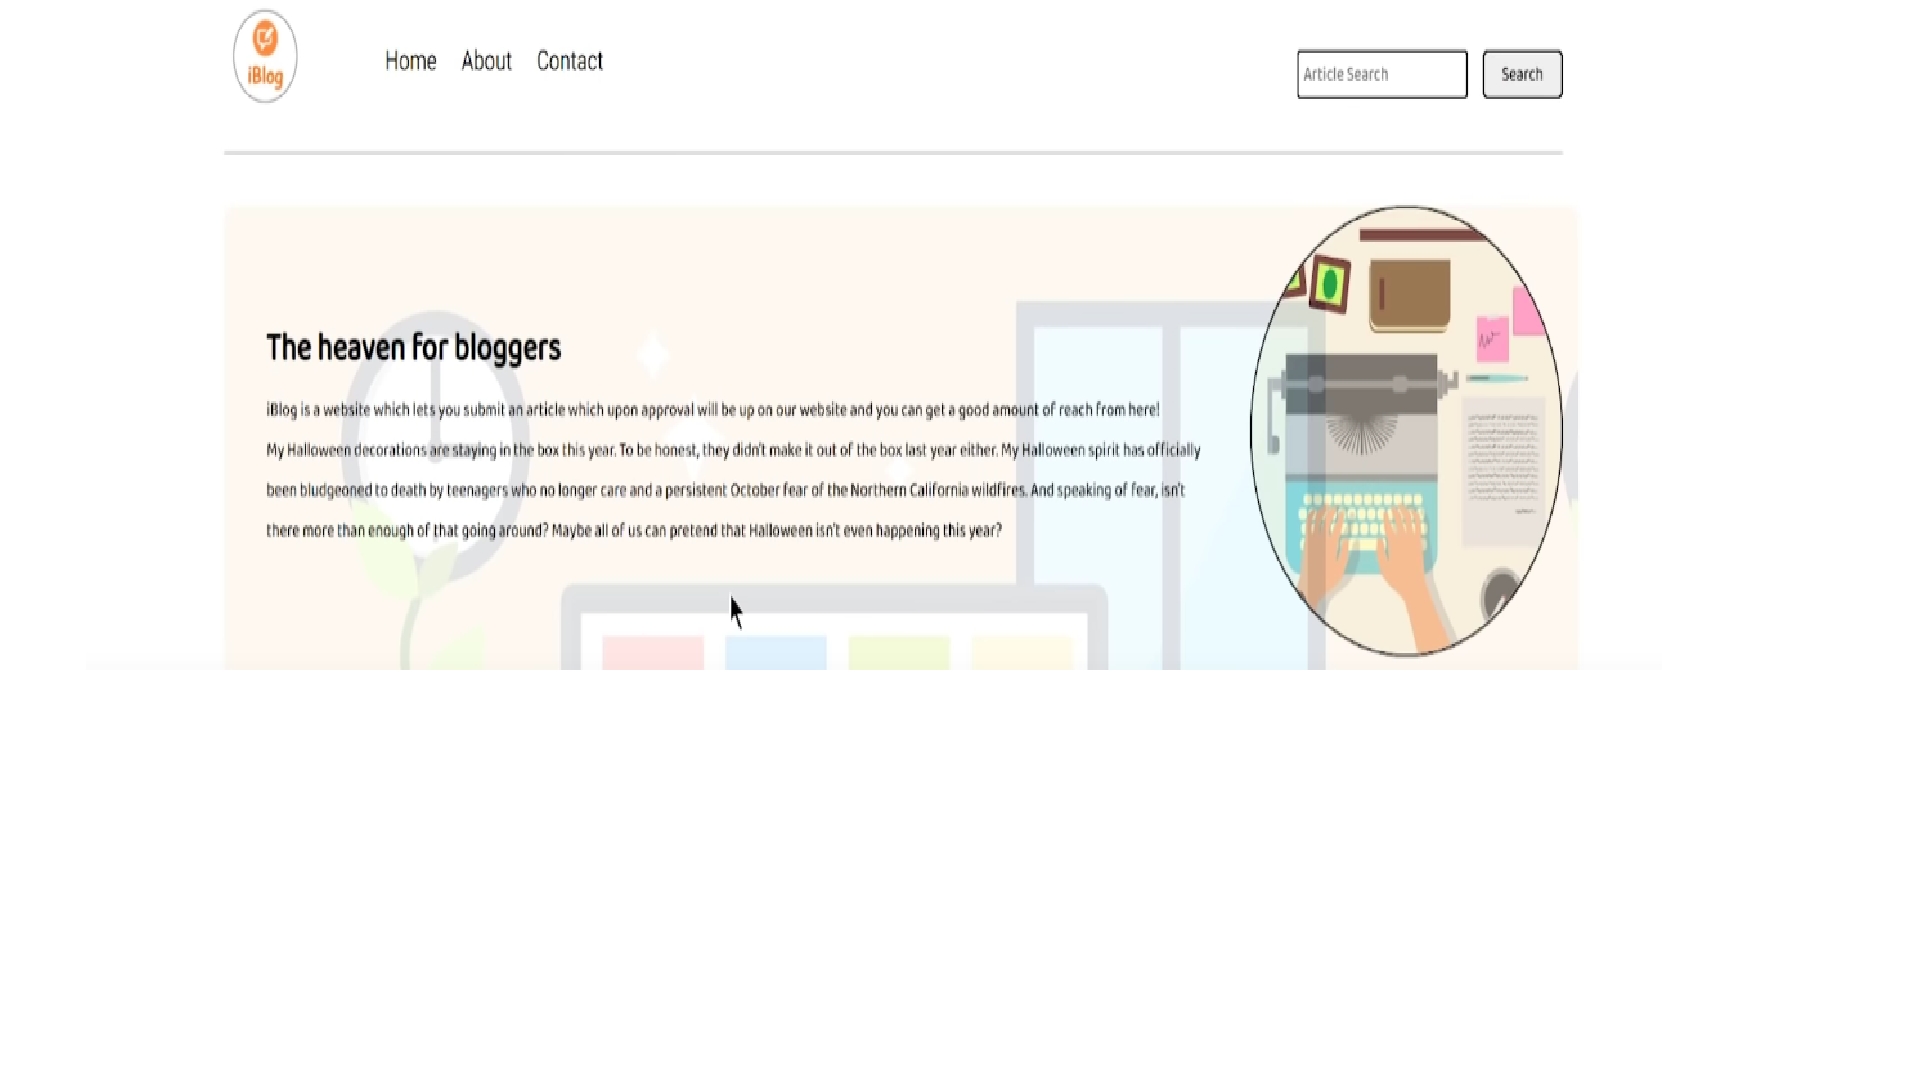 iBlog
Home About Contact
Article Search Search
The heaven for bloggers
iBlog is a website which lets you submit an article which upon approval will be up on our website and you can get a good amount of reach from here!
My Halloween decorations are staying in the box this year. To be honest, they didn't make it out of the box last year either. My Halloween spirit has officially
been bludgeoned to death by teenagers who no longer care and a persistent October fear of the Northern California wildfires. And speaking of fear, isn't
there more than enough of that going around? Maybe all of us can pretend that Halloween isn't even happening this year?